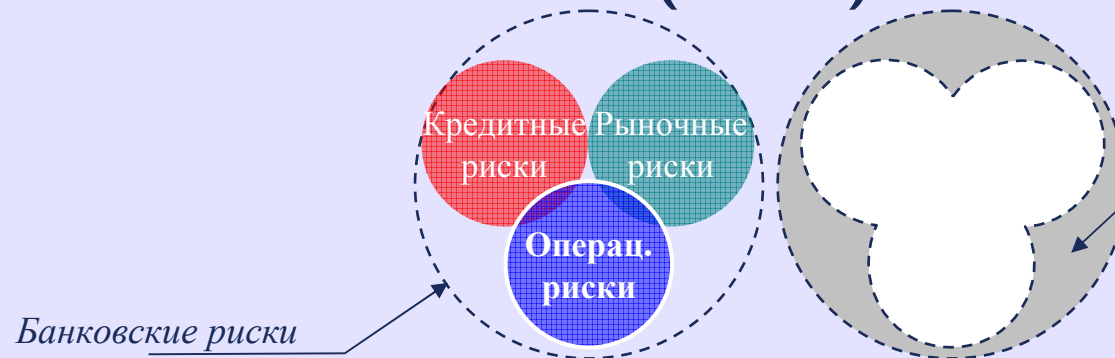 Кредитные
риски
Рыночные
риски
Операц.
риски
Банковские риски